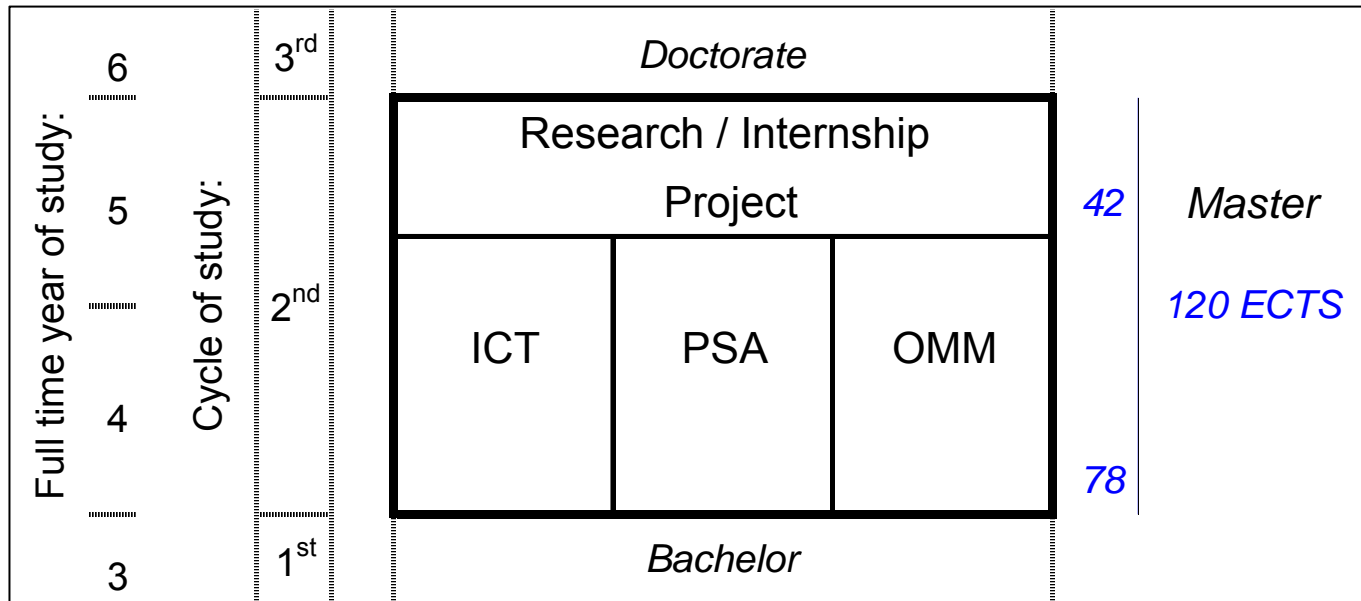 Full time year of study:
6
5
4
3
Cycle of study:
3rd
2nd
1st
Doctorate
Research / Internship
Project
ICT
PSA
OMM
Bachelor
42
78
Master
120 ECTS